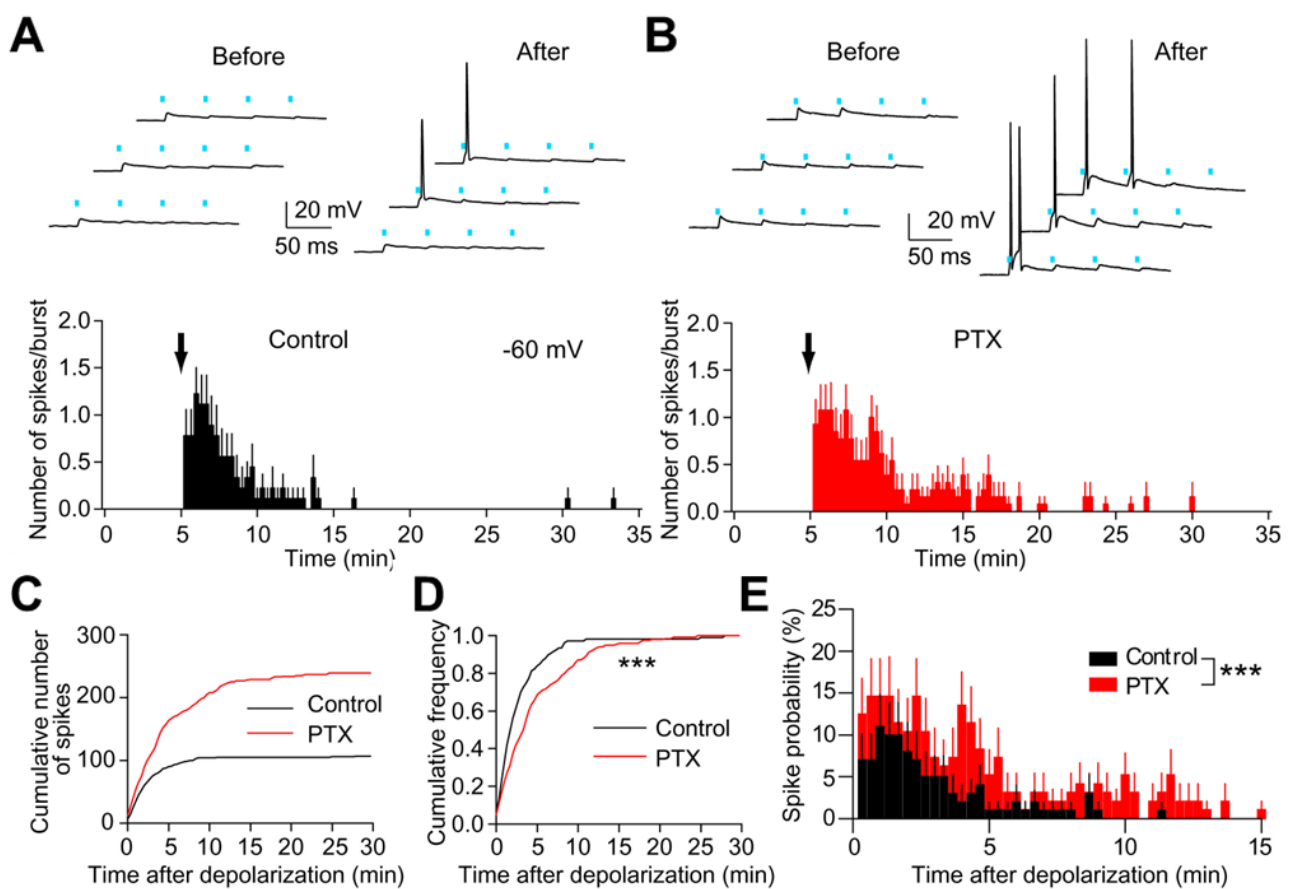 A
Before
After
20 mV
50 ms
Number of spikes/burst
2.0
1.5
1.0
0.5
0.0
Control
-60 mV
0 5 10 15 20 25 30 35
Time (min)
B
Before
After
20 mV
50 ms
Number of spikes/burst
2.0
1.5
1.0
0.5
0.0
PTX
0 5 10 15 20 25 30 35
Time (min)
C
Cumulative number
of spikes
300
200
100
0
Control
PTX
0 5 10 15 20 25 30
Time after depolarization (min)
D
Cumulative frequency
1.0
0.8
0.6
0.4
0.2
0.0
***
Control
PTX
0 5 10 15 20 25 30
Time after depolarization (min)
E
Spike probability (%)
25
20
15
10
5
0
Control
PTX
***
0 5 10 15
Time after depolarization (min)